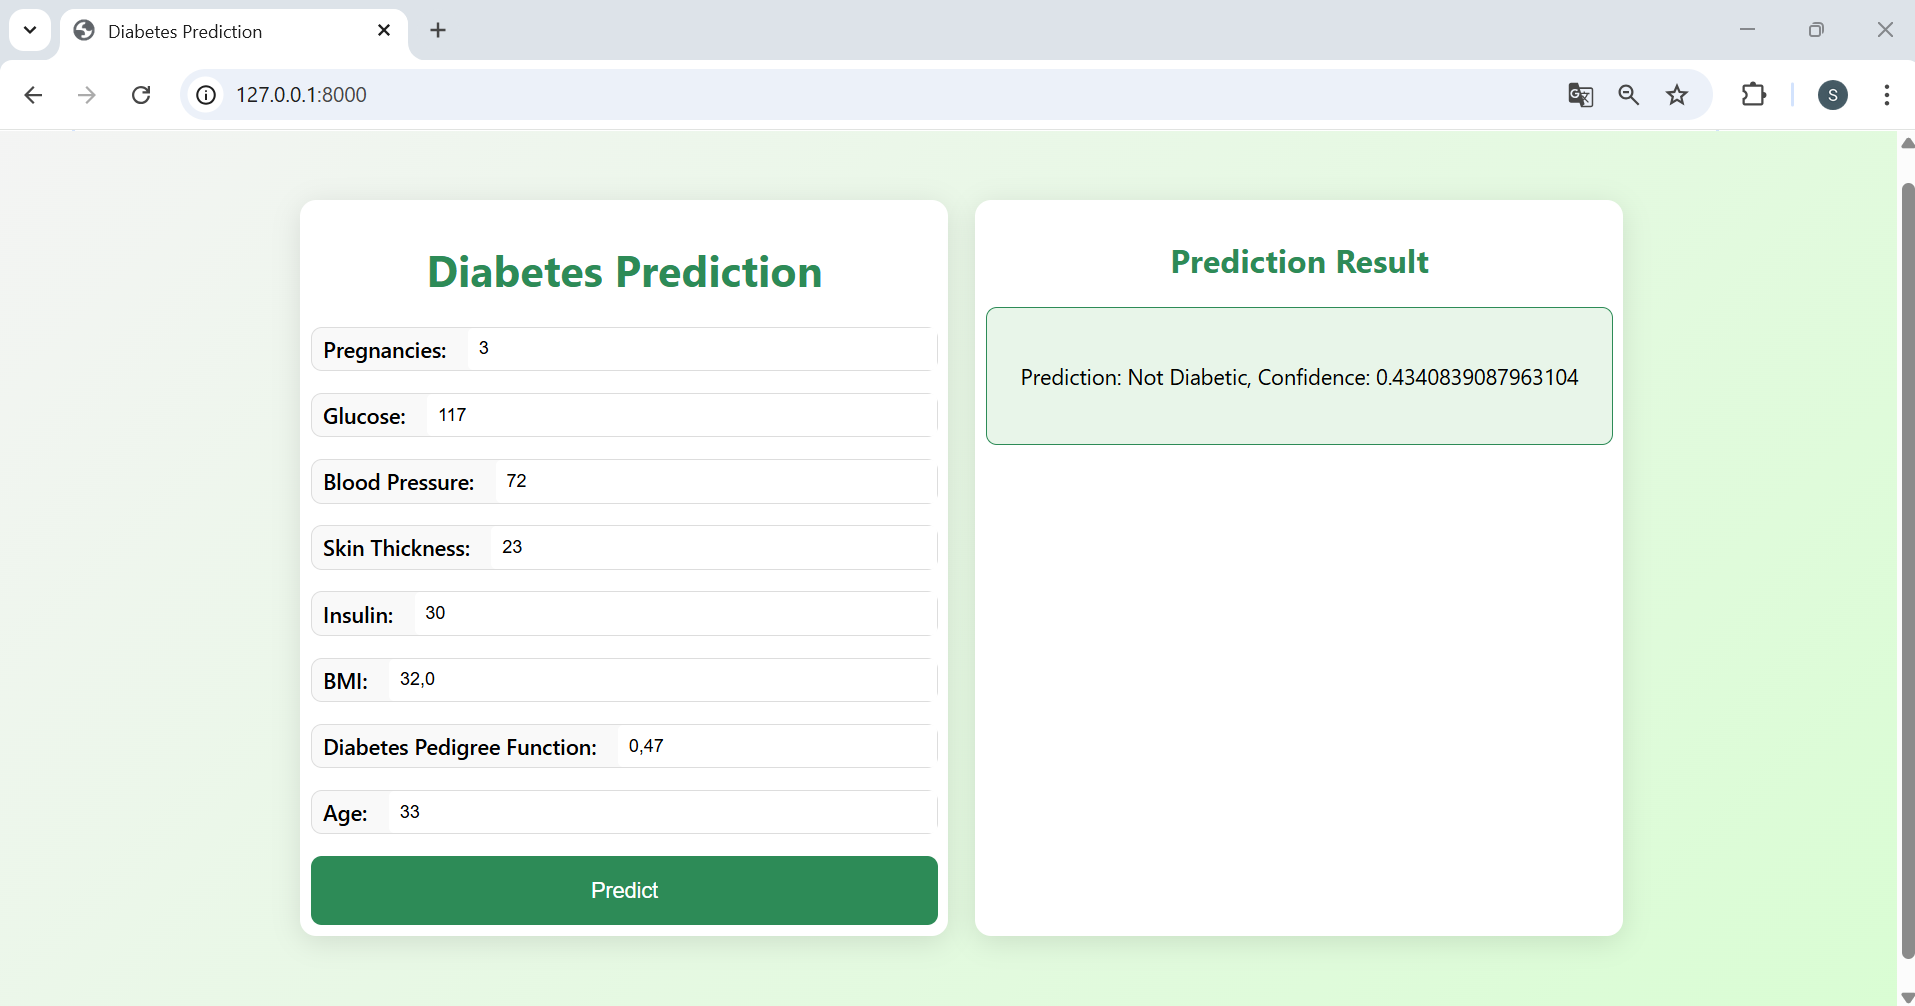 Diabetes Prediction
127.0.0.1:8000
S
Diabetes Prediction
Pregnancies: 3
Glucose: 117
Blood Pressure: 72
Skin Thickness: 23
Insulin: 30
BMI: 32,0
Diabetes Pedigree Function: 0,47
Age: 33
Predict
Prediction Result
Prediction: Not Diabetic, Confidence: 0.4340839087963104